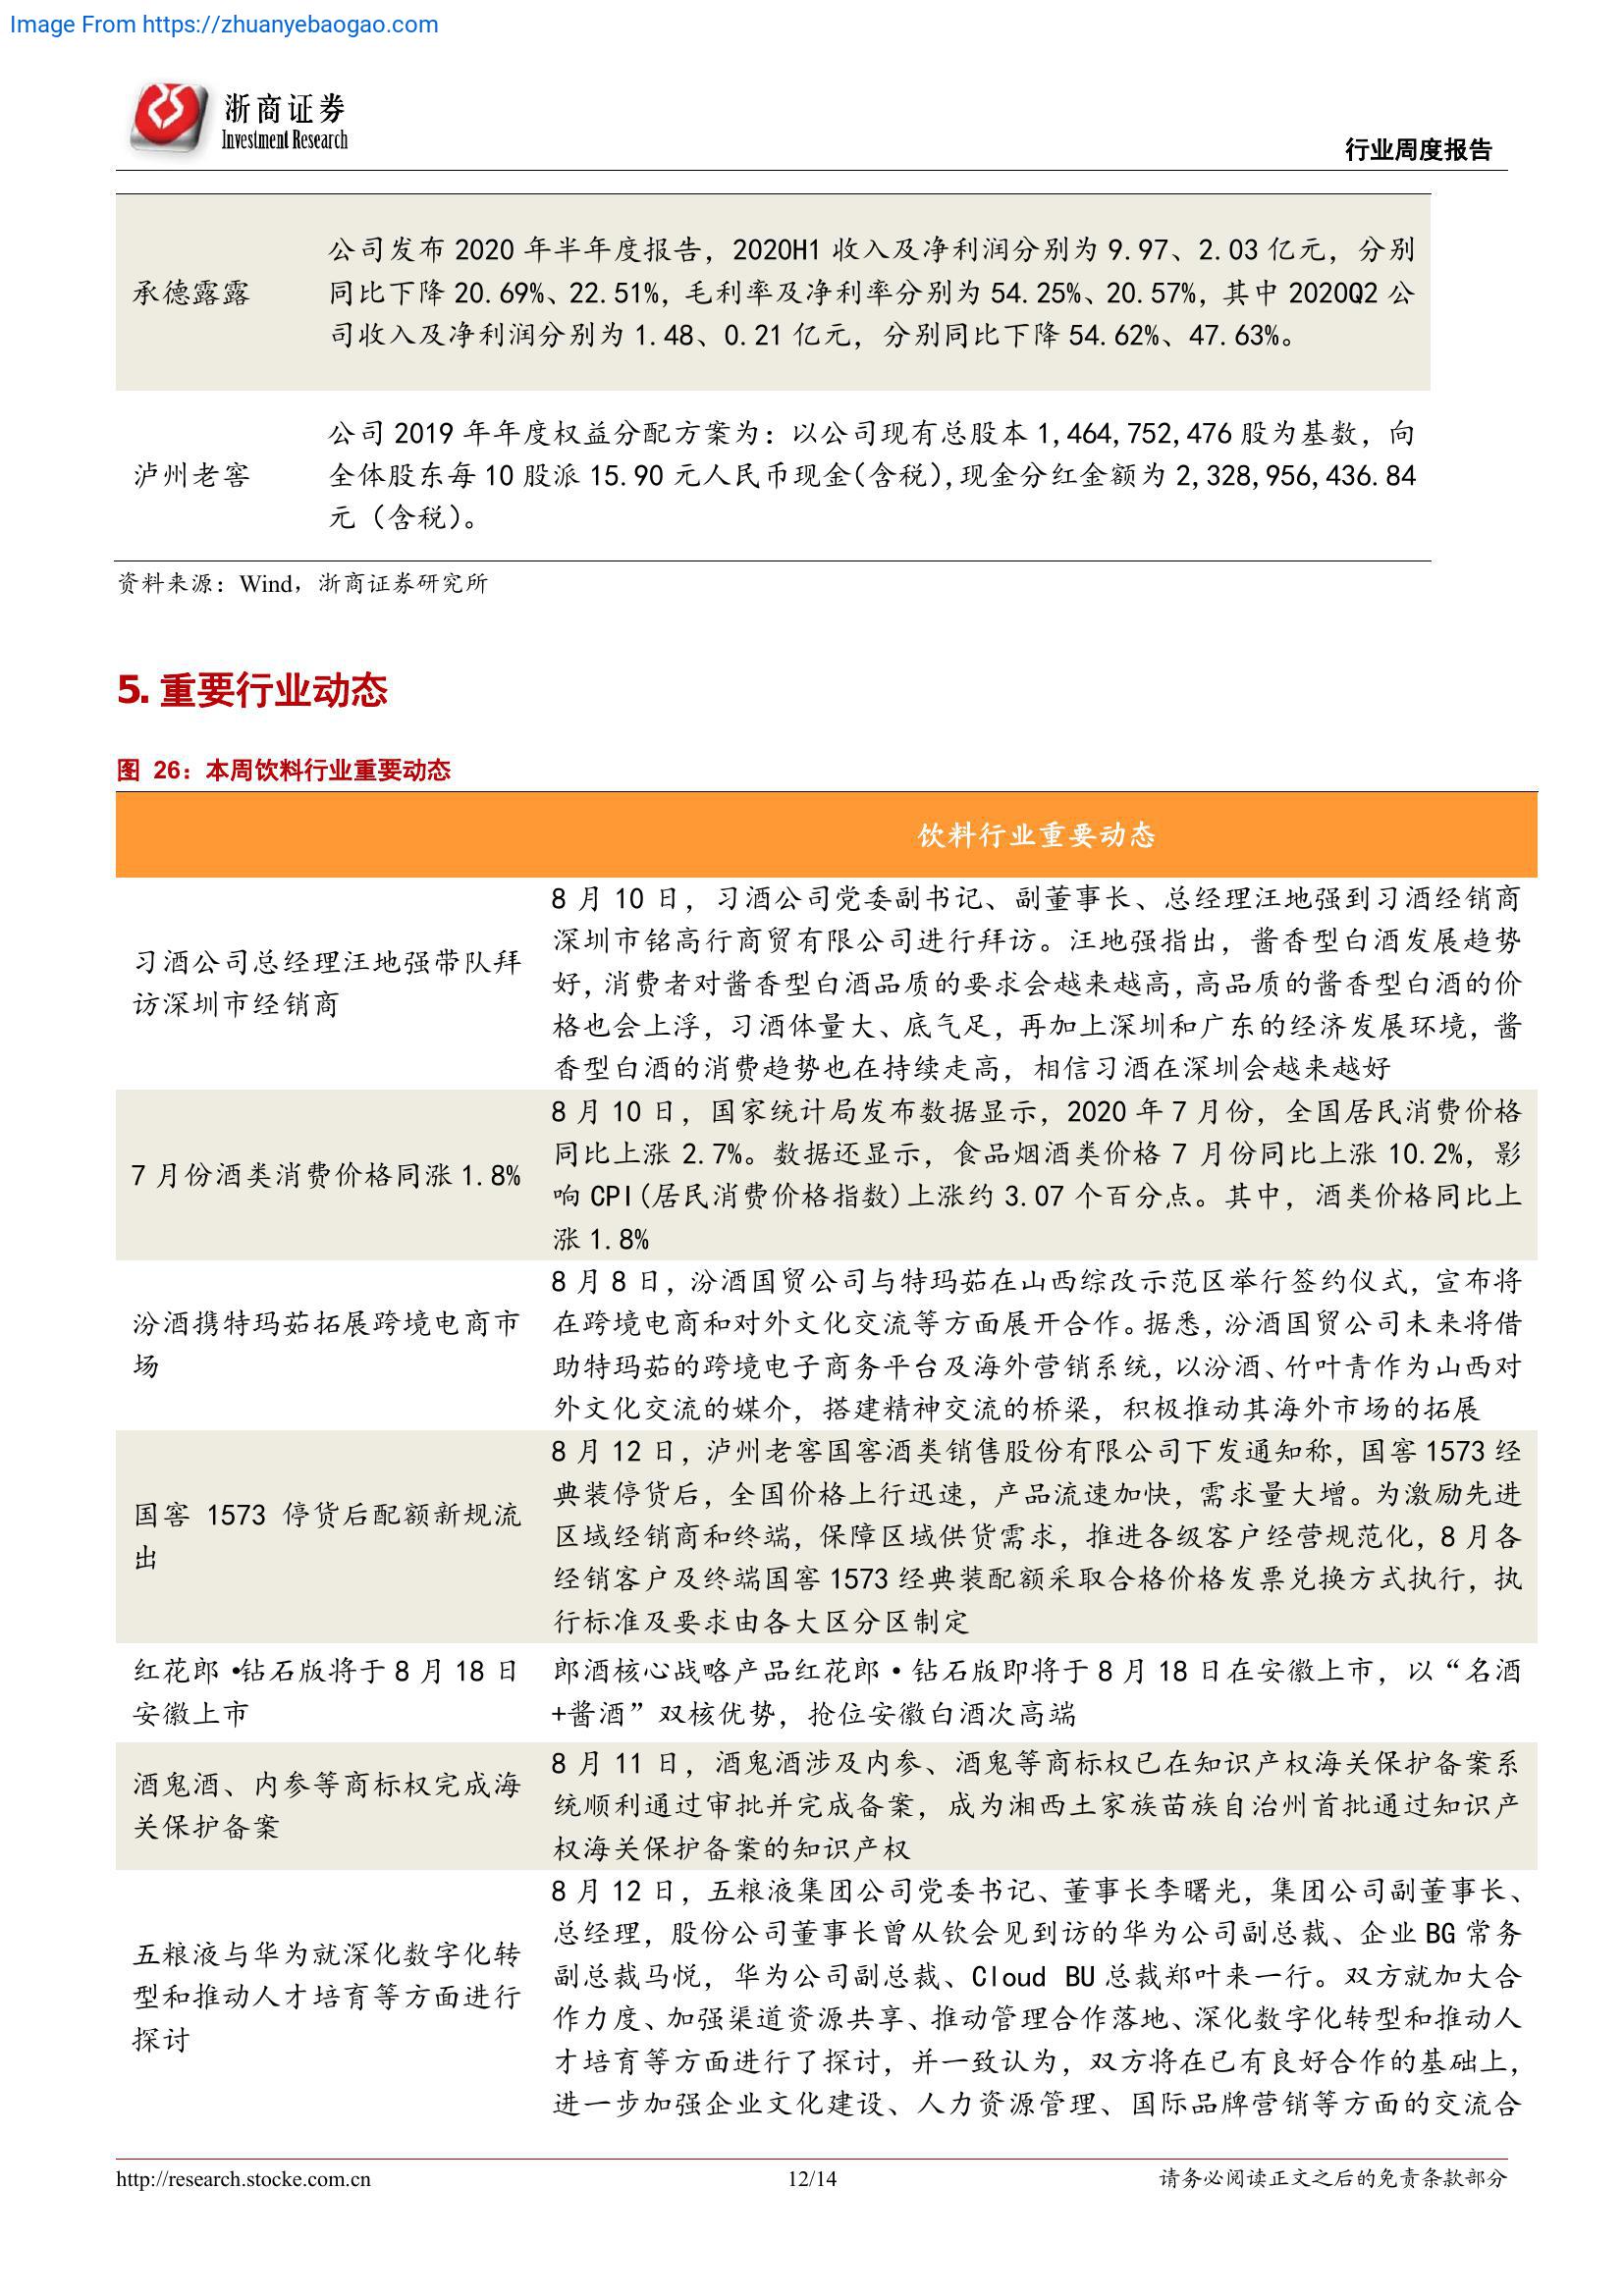 Image From https://zhuanyebaogao.com
浙商证券
Investment Research
行业周度报告
承德露露
公司发布 2020 年半年度报告，2020H1 收入及净利润分别为 9.97、2.03 亿元，分别
同比下降 20.69%、22.51%，毛利率及净利率分别为 54.25%、20.57%，其中 2020Q2 公
司收入及净利润分别为 1.48、0.21 亿元，分别同比下降 54.62%、47.63%。
泸州老窖
公司 2019 年年度权益分配方案为：以公司现有总股本 1,464,752,476 股为基数，向
全体股东每 10 股派 15.90 元人民币现金(含税),现金分红金额为 2,328,956,436.84
元（含税）。
资料来源：Wind，浙商证券研究所
5. 重要行业动态
图 26：本周饮料行业重要动态
饮料行业重要动态
习酒公司总经理汪地强带队拜
访深圳市经销商
8 月 10 日，习酒公司党委副书记、副董事长、总经理汪地强到习酒经销商
深圳市铭高行商贸有限公司进行拜访。汪地强指出，酱香型白酒发展趋势
好，消费者对酱香型白酒品质的要求会越来越高，高品质的酱香型白酒的价
格也会上浮，习酒体量大、底气足，再加上深圳和广东的经济发展环境，酱
香型白酒的消费趋势也在持续走高，相信习酒在深圳会越来越好
7 月份酒类消费价格同涨 1.8%
8 月 10 日，国家统计局发布数据显示，2020 年 7 月份，全国居民消费价格
同比上涨 2.7%。数据还显示，食品烟酒类价格 7 月份同比上涨 10.2%，影
响 CPI(居民消费价格指数)上涨约 3.07 个百分点。其中，酒类价格同比上
涨 1.8%
汾酒携特玛茹拓展跨境电商市
场
8 月 8 日，汾酒国贸公司与特玛茹在山西综改示范区举行签约仪式，宣布将
在跨境电商和对外文化交流等方面展开合作。据悉，汾酒国贸公司未来将借
助特玛茹的跨境电子商务平台及海外营销系统，以汾酒、竹叶青作为山西对
外文化交流的媒介，搭建精神交流的桥梁，积极推动其海外市场的拓展
国窖 1573 停货后配额新规流
出
8 月 12 日，泸州老窖国窖酒类销售股份有限公司下发通知称，国窖 1573 经
典装停货后，全国价格上行迅速，产品流速加快，需求量大增。为激励先进
区域经销商和终端，保障区域供货需求，推进各级客户经营规范化，8 月各
经销客户及终端国窖 1573 经典装配额采取合格价格发票兑换方式执行，执
行标准及要求由各大区分区制定
红花郎·钻石版将于 8 月 18 日
安徽上市
郎酒核心战略产品红花郎·钻石版即将于 8 月 18 日在安徽上市，以“名酒
+酱酒”双核优势，抢位安徽白酒次高端
酒鬼酒、内参等商标权完成海
关保护备案
8 月 11 日，酒鬼酒涉及内参、酒鬼等商标权已在知识产权海关保护备案系
统顺利通过审批并完成备案，成为湘西土家族苗族自治州首批通过知识产
权海关保护备案的知识产权
五粮液与华为就深化数字化转
型和推动人才培育等方面进行
探讨
8 月 12 日，五粮液集团公司党委书记、董事长李曙光，集团公司副董事长、
总经理，股份公司董事长曾从钦会见到访的华为公司副总裁、企业 BG 常务
副总裁马悦，华为公司副总裁、Cloud BU 总裁郑叶来一行。双方就加大合
作力度、加强渠道资源共享、推动管理合作落地、深化数字化转型和推动人
才培育等方面进行了探讨，并一致认为，双方将在已有良好合作的基础上，
进一步加强企业文化建设、人力资源管理、国际品牌营销等方面的交流合
http://research.stocke.com.cn
12/14
请务必阅读正文之后的免责条款部分